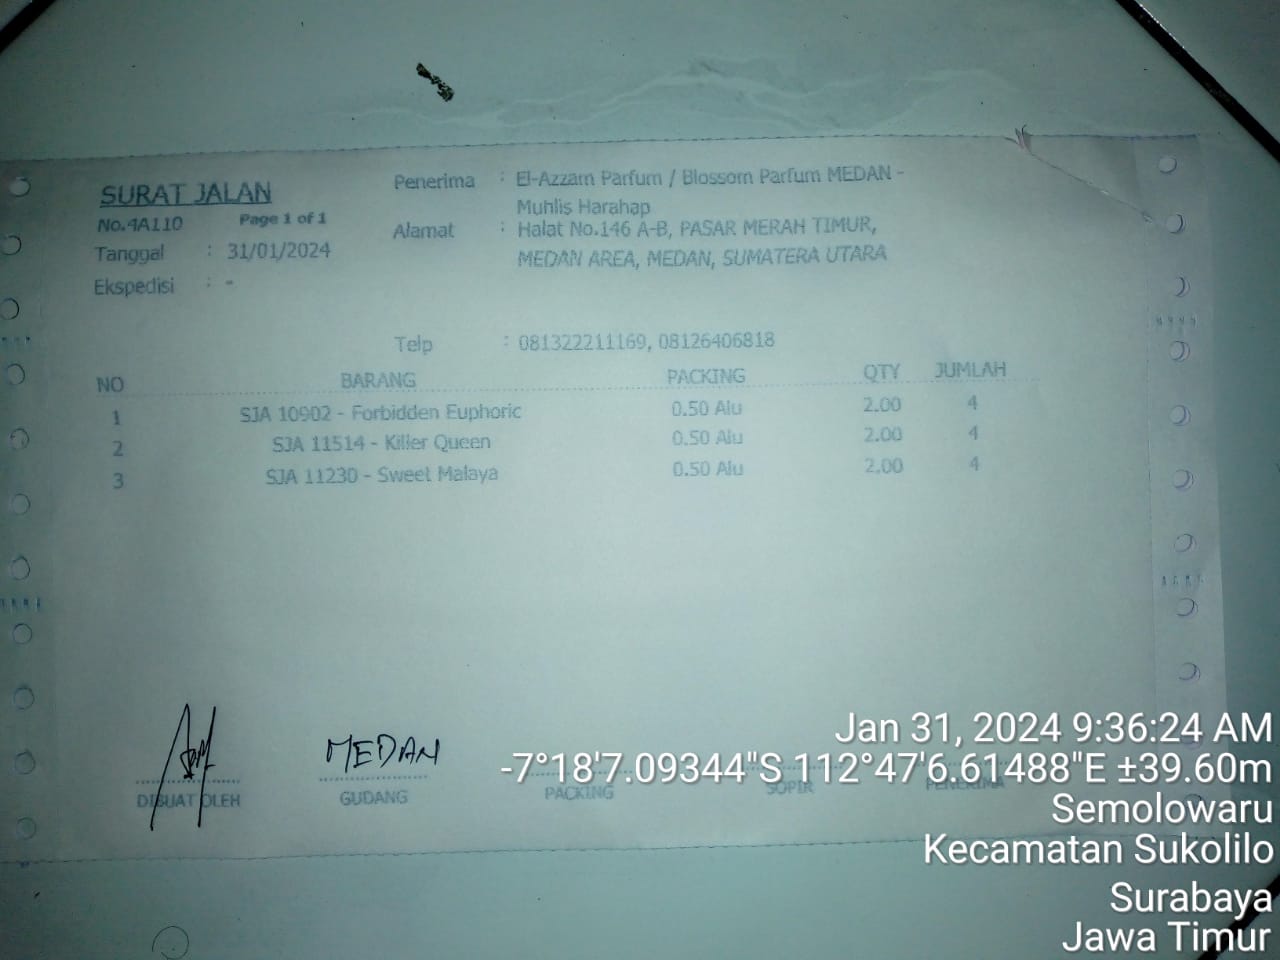 SURAT JALAN
No.4A110 Page 1 of 1
Tanggal : 31/01/2024
Ekspedisi : -
Penerima : El-Azzam Parfum / Blossom Parfum MEDAN -
Muhlis Harahap
Alamat : Halat No.146 A-B, PASAR MERAH TIMUR,
MEDAN AREA, MEDAN, SUMATERA UTARA
Telp : 081322211169, 08126406818
NO BARANG PACKING QTY JUMLAH
1 SJA 10902 - Forbidden Euphoric 0.50 Alu 2.00 4
2 SJA 11514 - Killer Queen 0.50 Alu 2.00 4
3 SJA 11230 - Sweet Malaya 0.50 Alu 2.00 4
MEDAN
DIBUAT OLEH GUDANG PACKING SOPIR PENERIMA
Jan 31, 2024 9:36:24 AM
-7°18'7.09344"S 112°47'6.61488"E ±39.60m
Semolowaru
Kecamatan Sukolilo
Surabaya
Jawa Timur